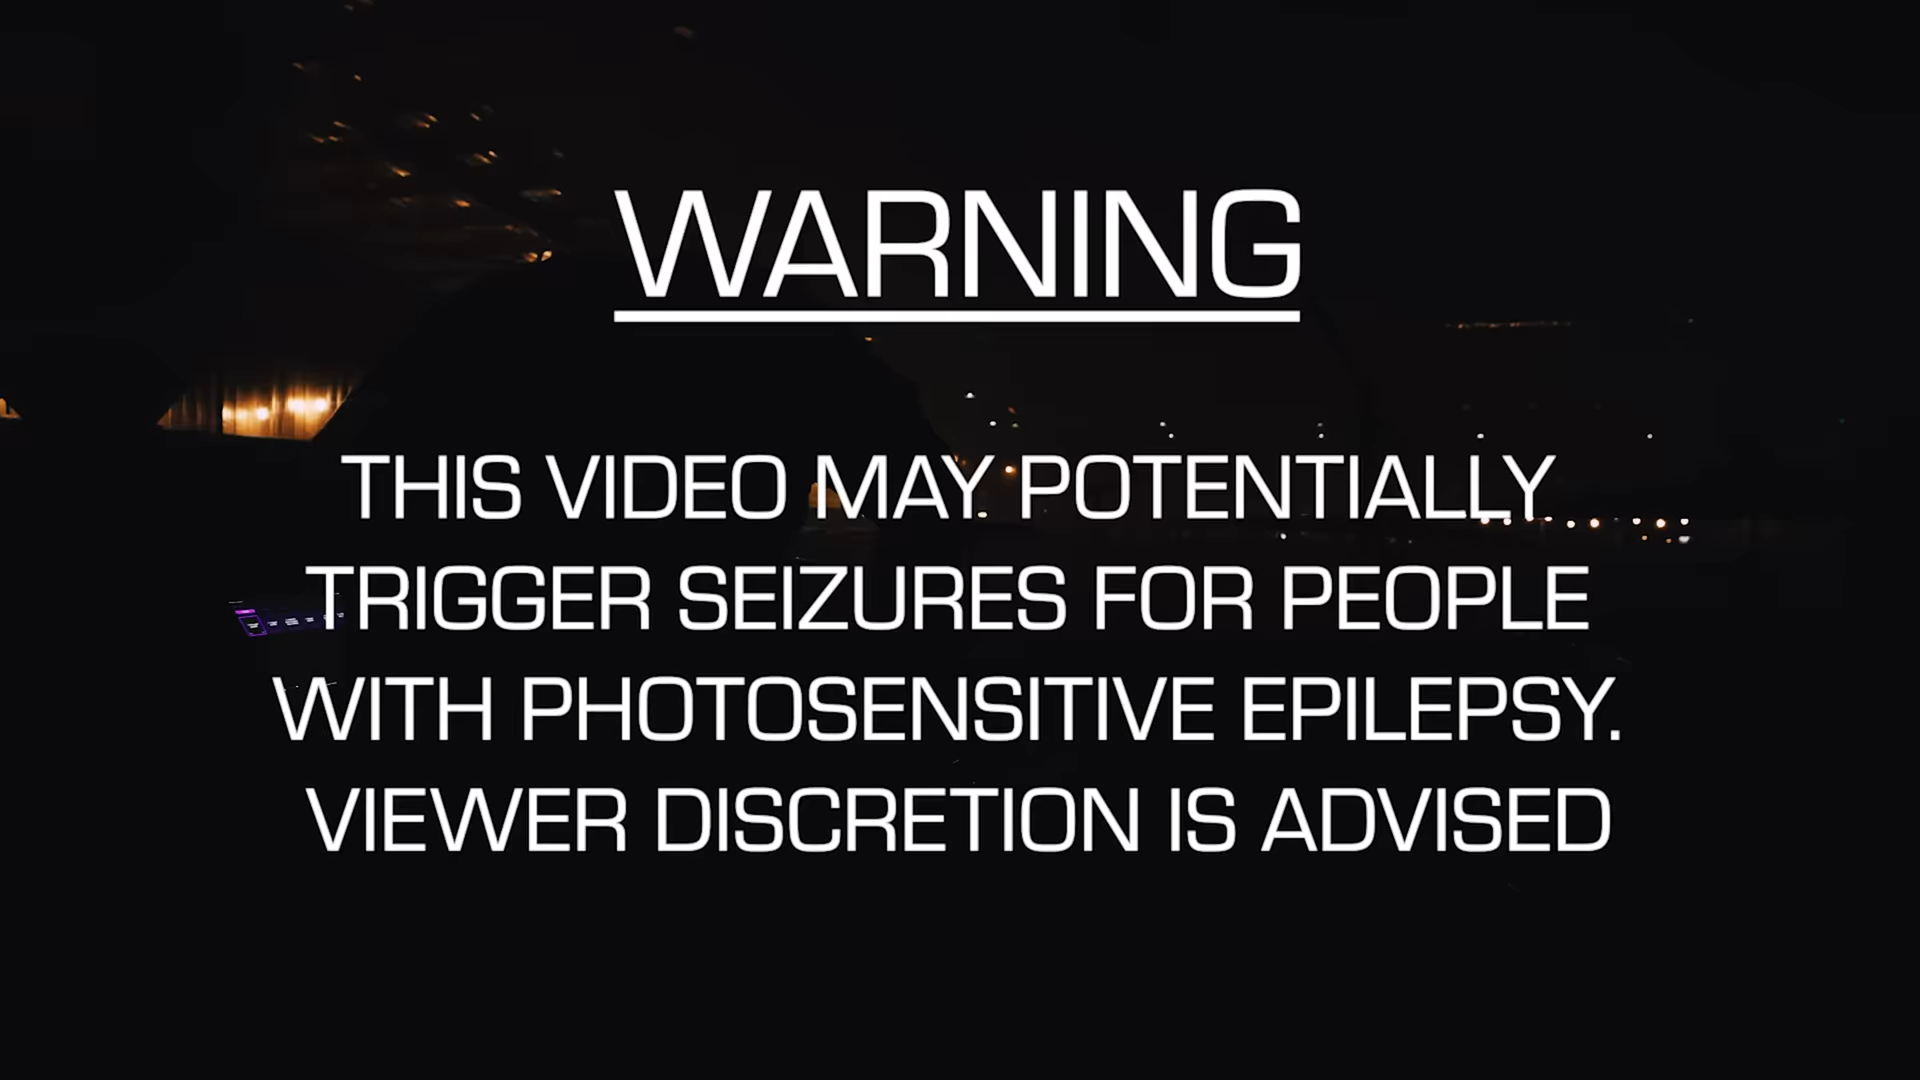 WARNING
THIS VIDEO MAY POTENTIALLY
TRIGGER SEIZURES FOR PEOPLE
WITH PHOTOSENSITIVE EPILEPSY.
VIEWER DISCRETION IS ADVISED